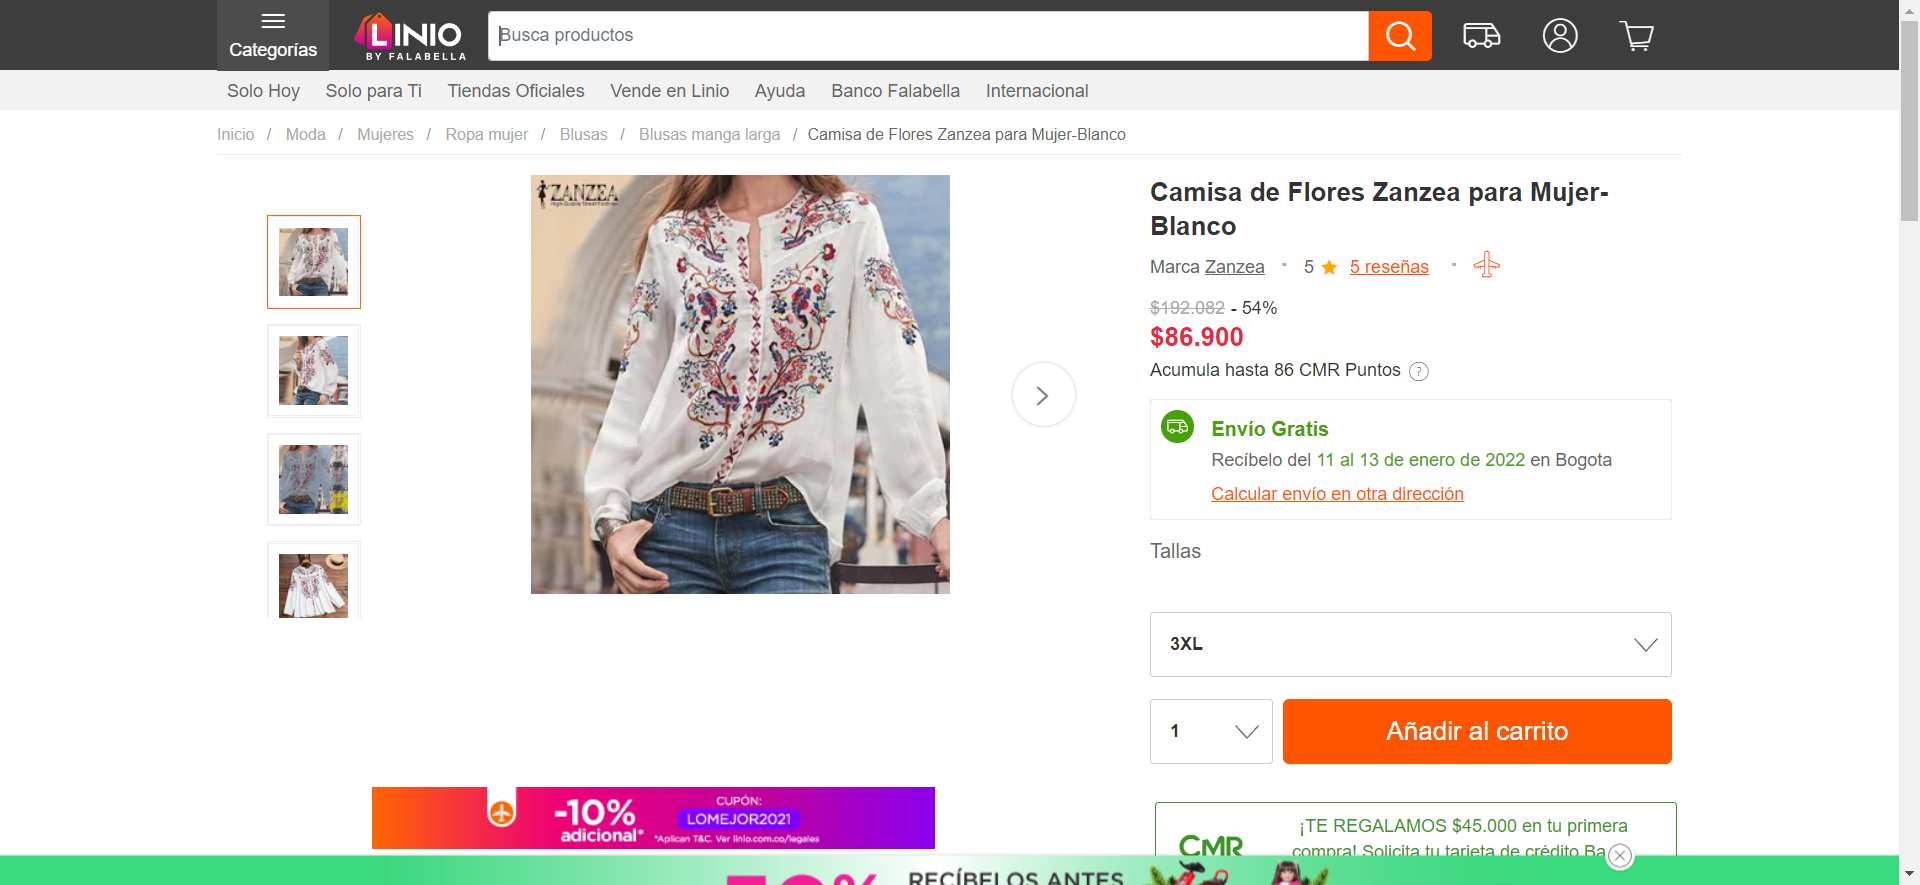 Categorías
LINIO
BY FALABELLA
Busca productos
Solo Hoy Solo para Ti Tiendas Oficiales Vende en Linio Ayuda Banco Falabella Internacional
Inicio / Moda / Mujeres / Ropa mujer / Blusas / Blusas manga larga / Camisa de Flores Zanzea para Mujer-Blanco
ZANZEA
Camisa de Flores Zanzea para Mujer-
Blanco
Marca Zanzea 5 5 reseñas
$192.082 - 54%
$86.900
Acumula hasta 86 CMR Puntos ?
Envío Gratis
Recíbelo del 11 al 13 de enero de 2022 en Bogota
Calcular envío en otra dirección
Tallas
3XL
1
Añadir al carrito
-10%
adicional*
CUPÓN:
LOMEJOR2021
*Aplican T&C. Ver linio.com.co/legales
CMR
¡TE REGALAMOS $45.000 en tu primera
compra! Solicita tu tarjeta de crédito Ba
RECÍBELOS ANTES